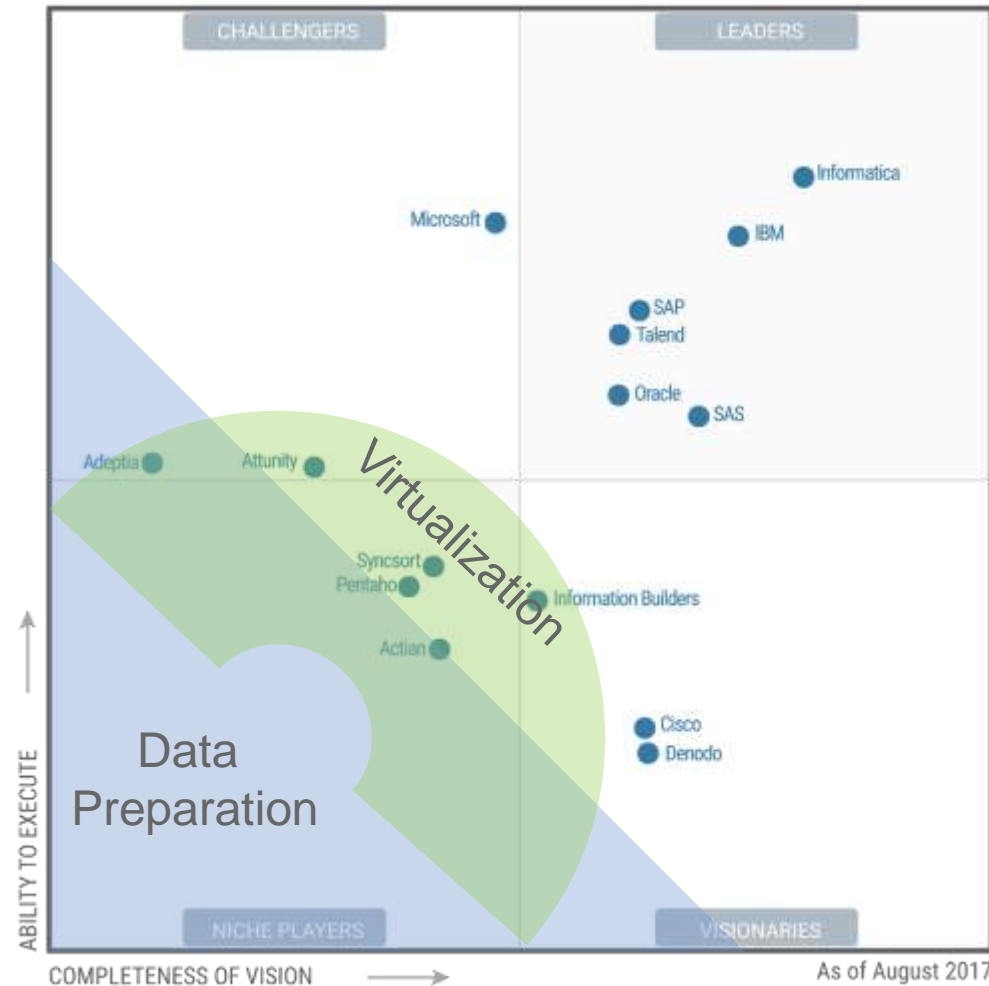 CHALLENGERS
LEADERS
Informatica
Microsoft
IBM
SAP
Talend
Oracle
SAS
Adeptia
Attunity
Virtualization
Syncsort
Pentaho
Information Builders
Actian
Cisco
Denodo
Data
Preparation
ABILITY TO EXECUTE
NICHE PLAYERS
VISIONARIES
COMPLETENESS OF VISION
As of August 2017